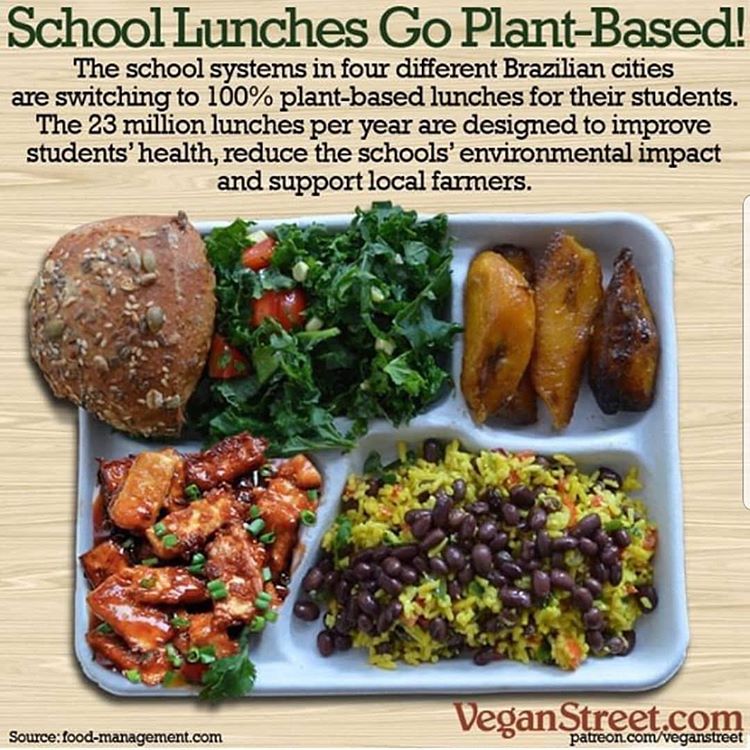 School Lunches Go Plant-Based!
The school systems in four different Brazilian cities
are switching to 100% plant-based lunches for their students.
The 23 million lunches per year are designed to improve
students' health, reduce the schools' environmental impact
and support local farmers.
VeganStreet.com
Source: food-management.com
patreon.com/veganstreet